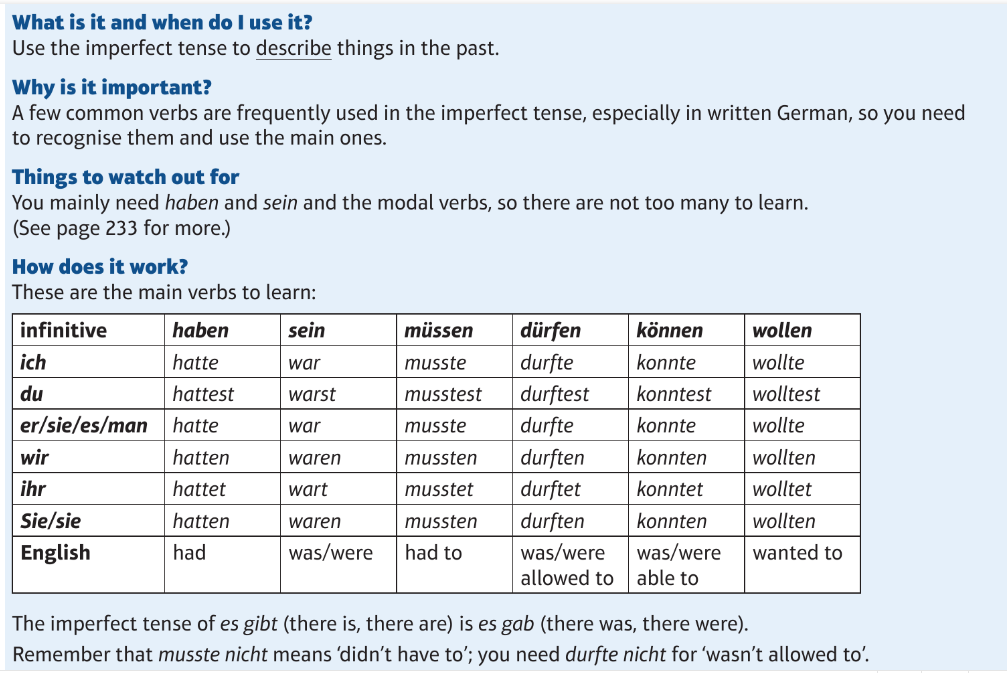 What is it and when do I use it?
Use the imperfect tense to describe things in the past.
Why is it important?
A few common verbs are frequently used in the imperfect tense, especially in written German, so you need
to recognise them and use the main ones.
Things to watch out for
You mainly need haben and sein and the modal verbs, so there are not too many to learn.
(See page 233 for more.)
How does it work?
These are the main verbs to learn:
infinitive haben sein müssen dürfen können wollen
ich hatte war musste durfte konnte wollte
du hattest warst musstest durftest konntest wolltest
er/sie/es/man hatte war musste durfte konnte wollte
wir hatten waren mussten durften konnten wollten
ihr hattet wart musstet durftet konntet wolltet
Sie/sie hatten waren mussten durften konnten wollten
English had was/were had to was/were was/were wanted to
allowed to able to
The imperfect tense of es gibt (there is, there are) is es gab (there was, there were).
Remember that musste nicht means ‘didn’t have to’; you need durfte nicht for ‘wasn’t allowed to’.